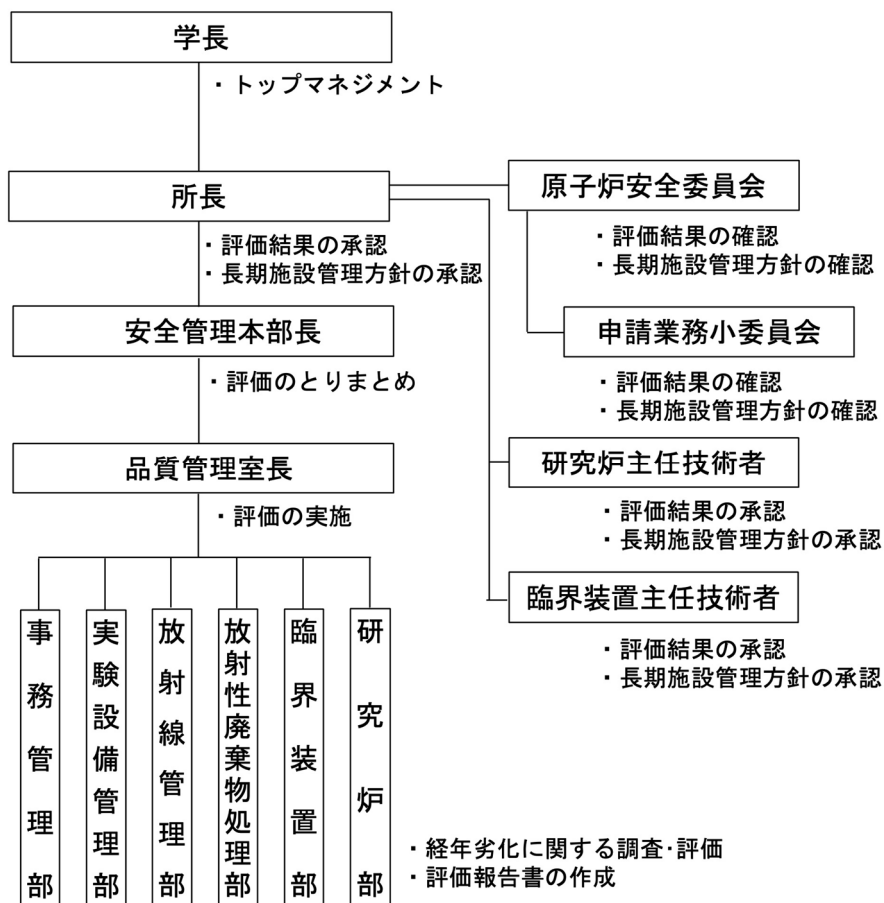 学長
・トップマネジメント
所長
・評価結果の承認
・長期施設管理方針の承認
原子炉安全委員会
・評価結果の確認
・長期施設管理方針の確認
安全管理本部長
・評価のとりまとめ
申請業務小委員会
・評価結果の確認
・長期施設管理方針の確認
品質管理室長
・評価の実施
研究炉主任技術者
・評価結果の承認
・長期施設管理方針の承認
臨界装置主任技術者
・評価結果の承認
・長期施設管理方針の承認
事務管理部
実験設備管理部
放射線管理部
放射性廃棄物処理部
臨界装置部
研究炉部
・経年劣化に関する調査・評価
・評価報告書の作成